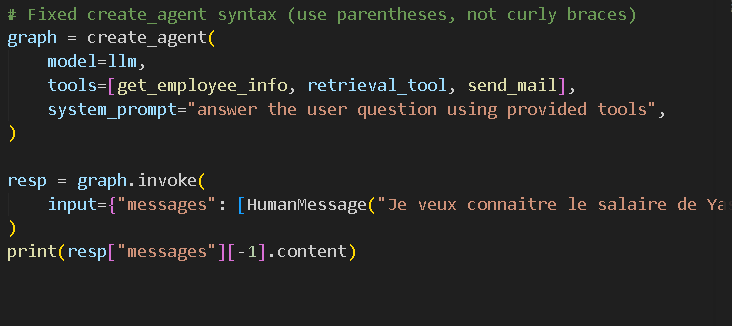 # Fixed create_agent syntax (use parentheses, not curly braces)
graph = create_agent(
    model=llm,
    tools=[get_employee_info, retrieval_tool, send_mail],
    system_prompt="answer the user question using provided tools",
)
resp = graph.invoke(
    input={"messages": [HumanMessage("Je veux connaitre le salaire de Ya
)
print(resp["messages"][-1].content)